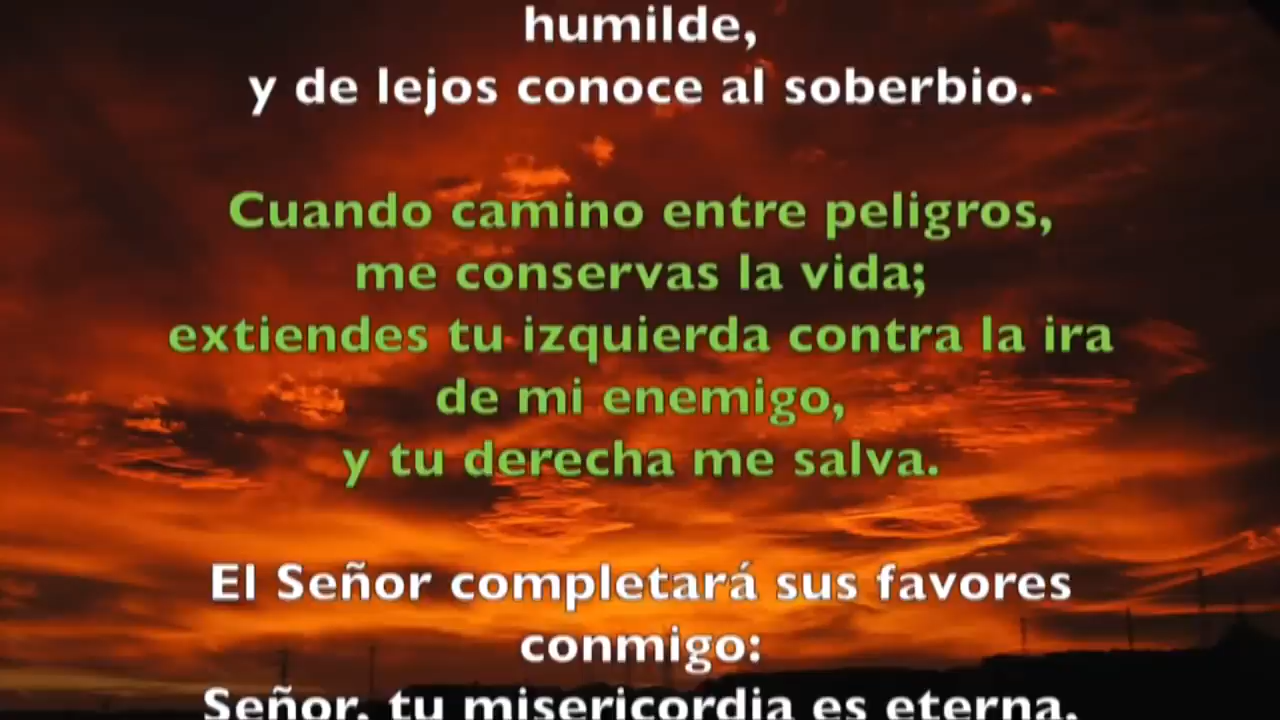 humilde,
y de lejos conoce al soberbio.
Cuando camino entre peligros,
me conservas la vida;
extiendes tu izquierda contra la ira
de mi enemigo,
y tu derecha me salva.
El Señor completará sus favores
conmigo:
Señor, tu misericordia es eterna,